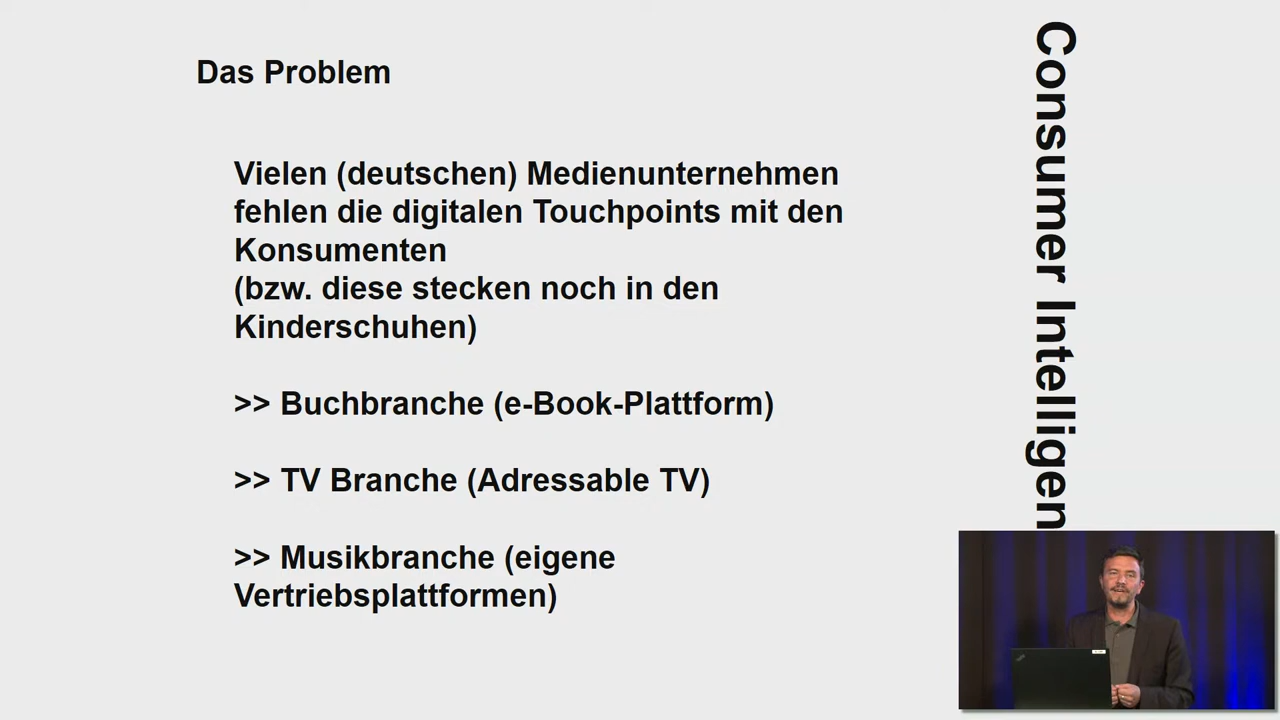 Das Problem
Vielen (deutschen) Medienunternehmen
fehlen die digitalen Touchpoints mit den
Konsumenten
(bzw. diese stecken noch in den
Kinderschuhen)
>> Buchbranche (e-Book-Plattform)
>> TV Branche (Adressable TV)
>> Musikbranche (eigene
Vertriebsplattformen)
Consumer Intelligen